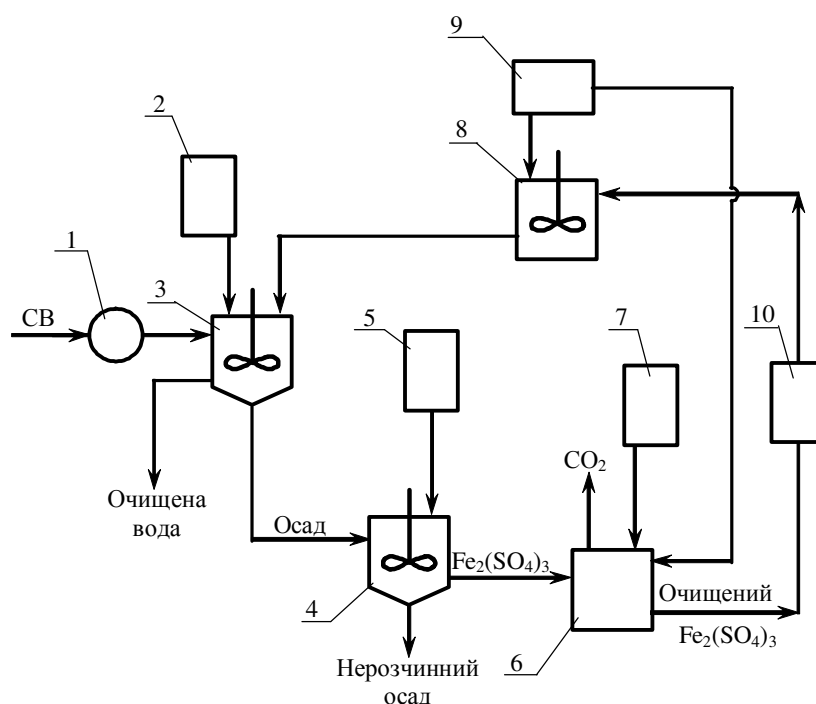 9
2
8
1
3
СВ
5
7
10
CO₂
Очищена
вода
Осад
Fe₂(SO₄)₃
Очищений
4
Fe₂(SO₄)₃
6
Нерозчинний
осад